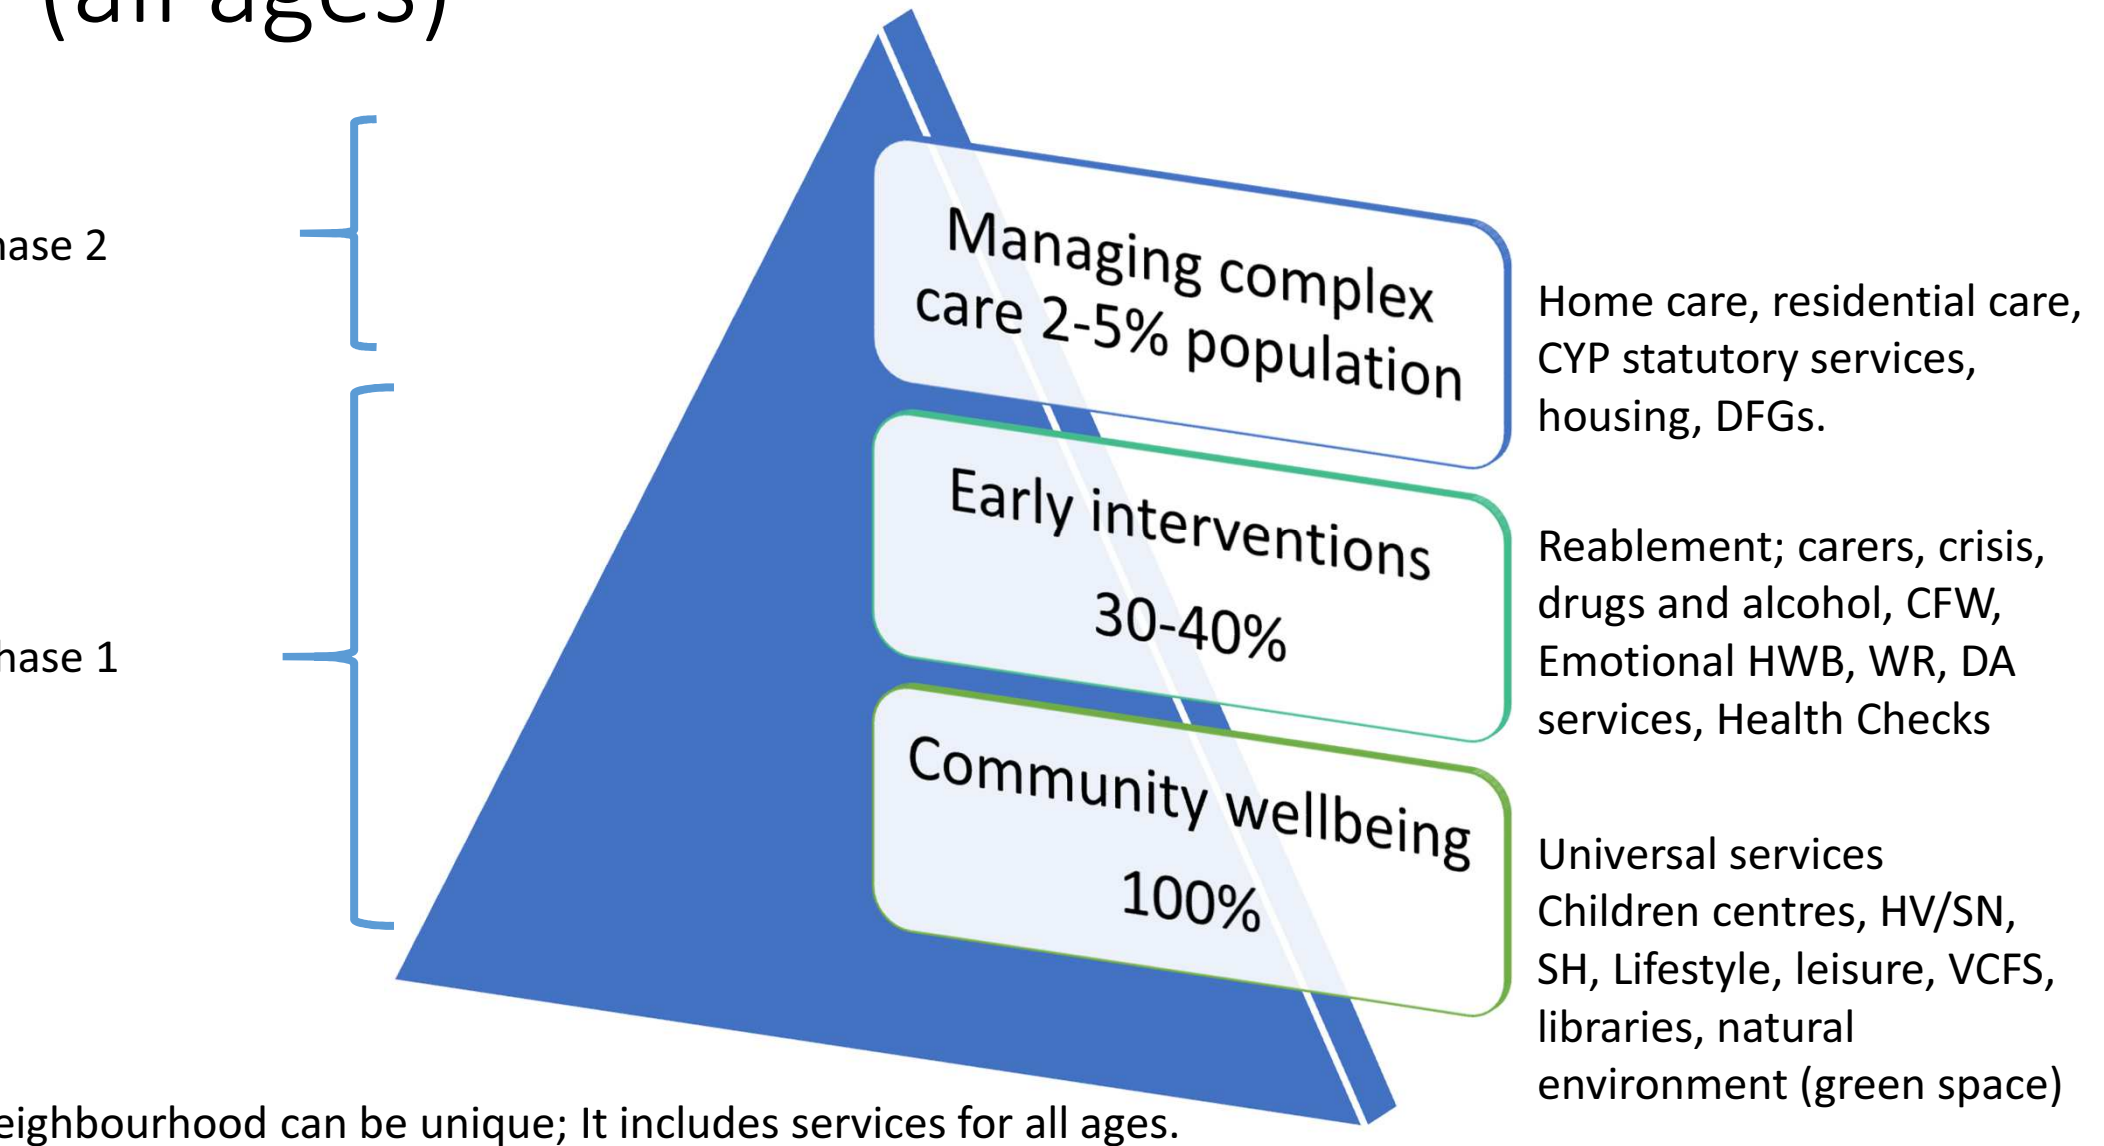 (all ages)
hase 2
Managing complex
care 2-5% population
Home care, residential care,
CYP statutory services,
housing, DFGs.
Early interventions
30-40%
Reablement; carers, crisis,
drugs and alcohol, CFW,
Emotional HWB, WR, DA
services, Health Checks
hase 1
Community wellbeing
100%
Universal services
Children centres, HV/SN,
SH, Lifestyle, leisure, VCFS,
libraries, natural
environment (green space)
eighbourhood can be unique; It includes services for all ages.